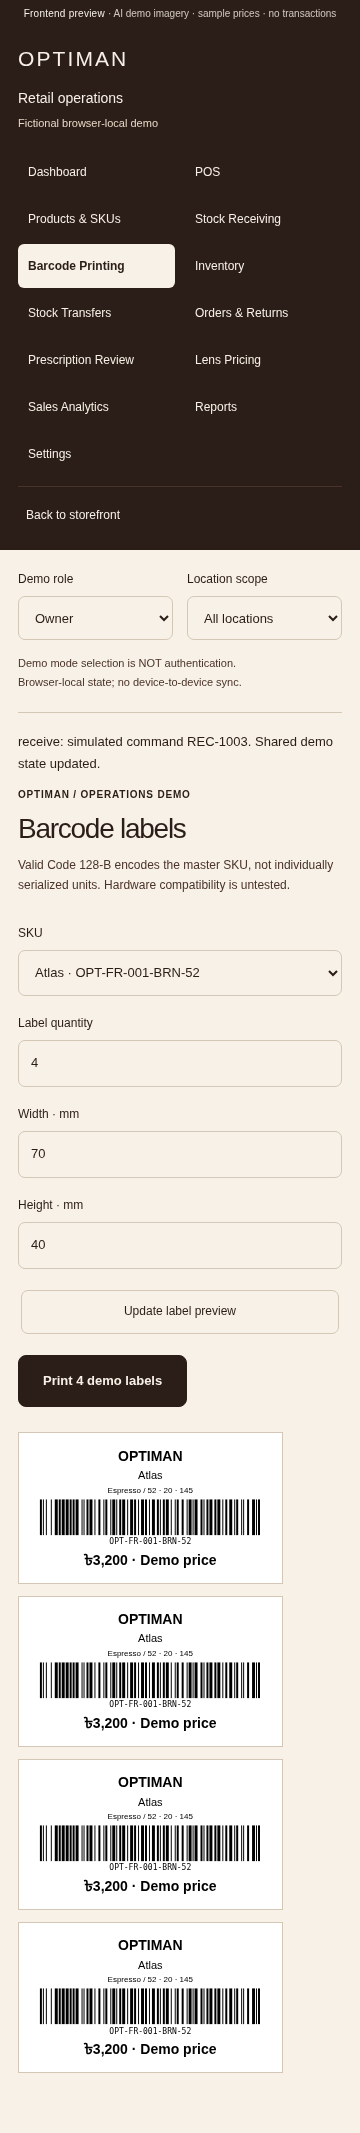 Frontend preview · AI demo imagery · sample prices · no transactions
OPTIMAN
Retail operations
Fictional browser-local demo
Dashboard POS
Products & SKUs Stock Receiving
Barcode Printing Inventory
Stock Transfers Orders & Returns
Prescription Review Lens Pricing
Sales Analytics Reports
Settings
Back to storefront
Demo role Location scope
Owner All locations
Demo mode selection is NOT authentication.
Browser-local state; no device-to-device sync.
receive: simulated command REC-1003. Shared demo
state updated.
OPTIMAN / OPERATIONS DEMO
Barcode labels
Valid Code 128-B encodes the master SKU, not individually
serialized units. Hardware compatibility is untested.
SKU
Atlas · OPT-FR-001-BRN-52
Label quantity
4
Width · mm
70
Height · mm
40
Update label preview
Print 4 demo labels
OPTIMAN
Atlas
Espresso / 52 · 20 · 145
OPT-FR-001-BRN-52
৳3,200 · Demo price
OPTIMAN
Atlas
Espresso / 52 · 20 · 145
OPT-FR-001-BRN-52
৳3,200 · Demo price
OPTIMAN
Atlas
Espresso / 52 · 20 · 145
OPT-FR-001-BRN-52
৳3,200 · Demo price
OPTIMAN
Atlas
Espresso / 52 · 20 · 145
OPT-FR-001-BRN-52
৳3,200 · Demo price